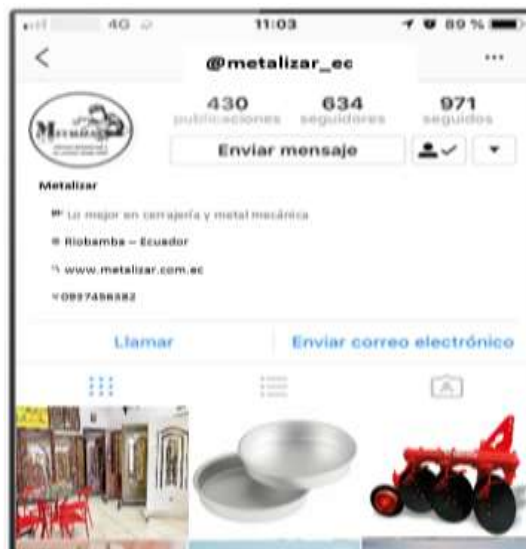 4G 11:03 89 %
@metalizar_ec
430 634 971
publicaciones seguidores seguidos
Enviar mensaje
Metalizar
Lo mejor en cerrajería y metal mecánica
Riobamba – Ecuador
www.metalizar.com.ec
Llamar Enviar correo electrónico